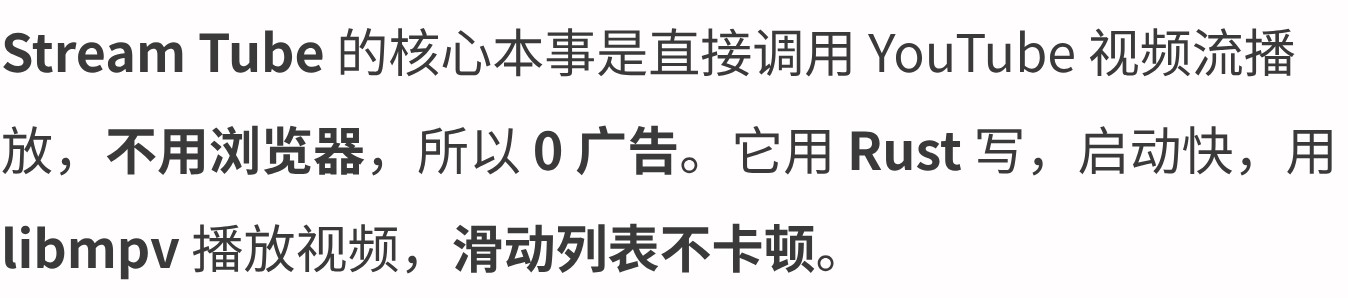 Stream Tube 的核心本事是直接调用 YouTube 视频流播
放，不用浏览器，所以 0 广告。它用 Rust 写，启动快，用
libmpv 播放视频，滑动列表不卡顿。